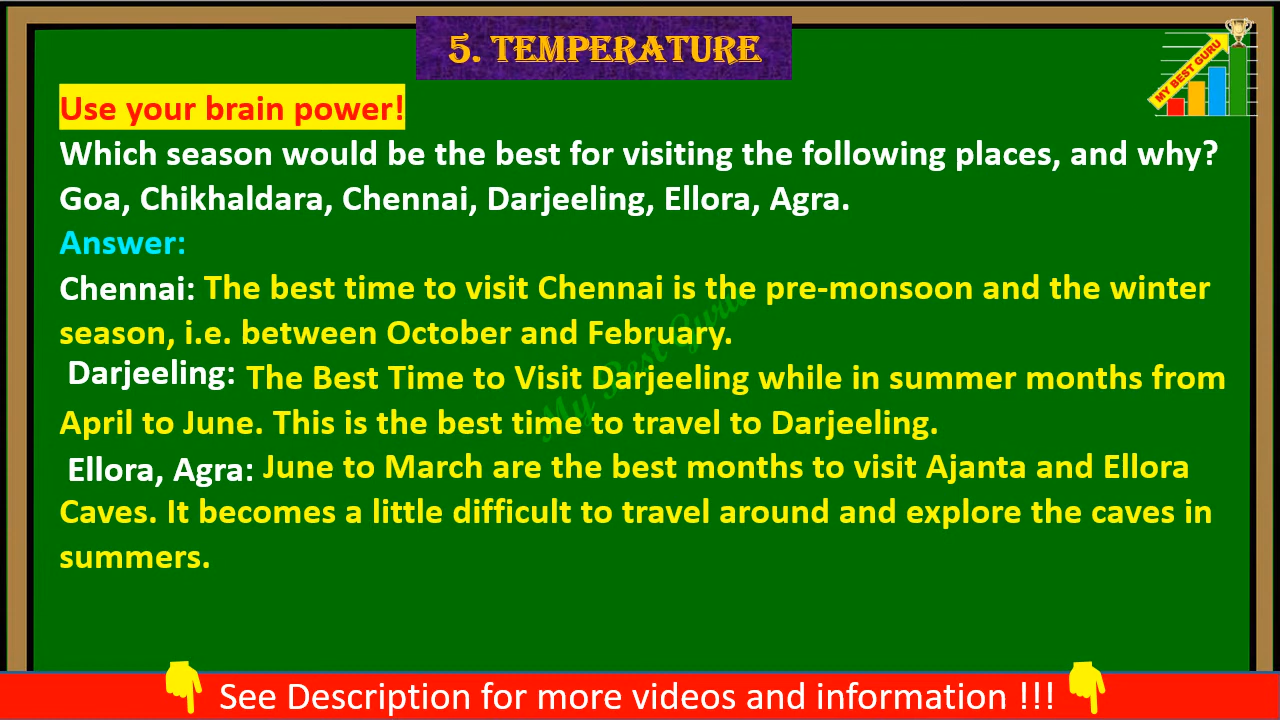 5. TEMPERATURE
MY BEST GURU
Use your brain power!
Which season would be the best for visiting the following places, and why?
Goa, Chikhaldara, Chennai, Darjeeling, Ellora, Agra.
Answer:
Chennai: The best time to visit Chennai is the pre-monsoon and the winter
season, i.e. between October and February.
Darjeeling: The Best Time to Visit Darjeeling while in summer months from
April to June. This is the best time to travel to Darjeeling.
Ellora, Agra: June to March are the best months to visit Ajanta and Ellora
Caves. It becomes a little difficult to travel around and explore the caves in
summers.
My Best Guru
See Description for more videos and information !!!